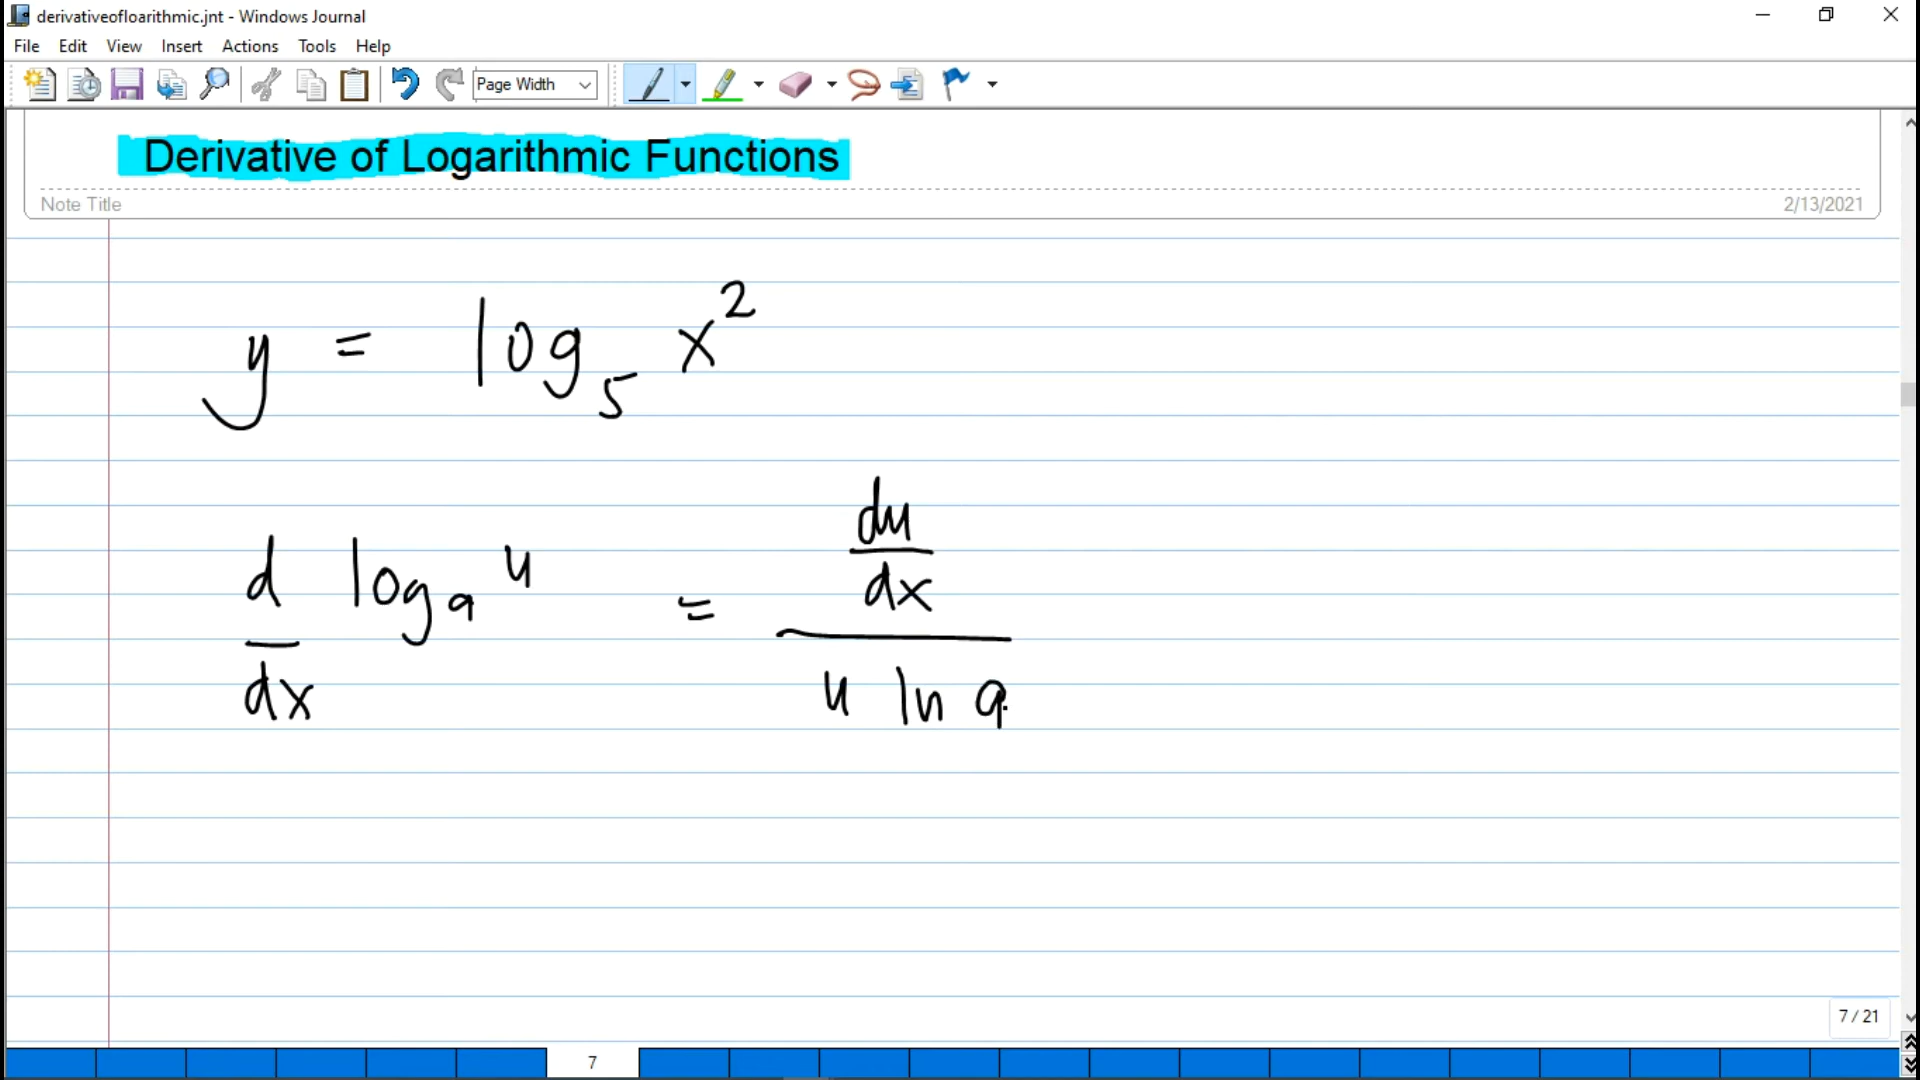 derivativeofloarithmic.jnt - Windows Journal
File Edit View Insert Actions Tools Help
Page Width
Derivative of Logarithmic Functions
Note Title 2/13/2021
y = log₅ x²
d/dx logₐ u = (du/dx)/(u ln a)
7 / 21
7